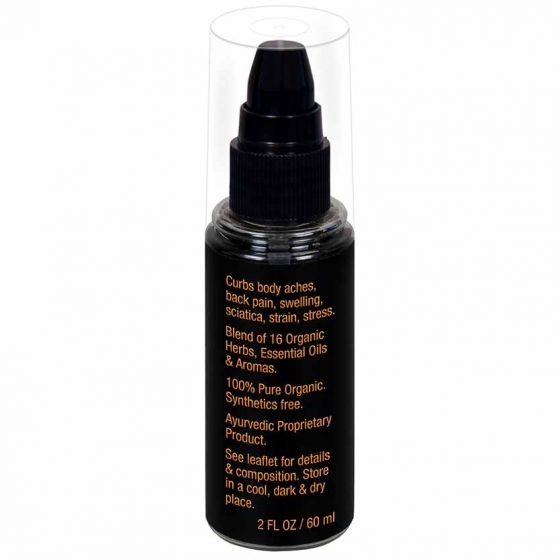 Curbs body aches,
back pain, swelling,
sciatica, strain, stress.
Blend of 16 Organic
Herbs, Essential Oils
& Aromas.
100% Pure Organic.
Synthetics free.
Ayurvedic Proprietary
Product.
See leaflet for details
& composition. Store
in a cool, dark & dry
place.
2 FL OZ / 60 ml